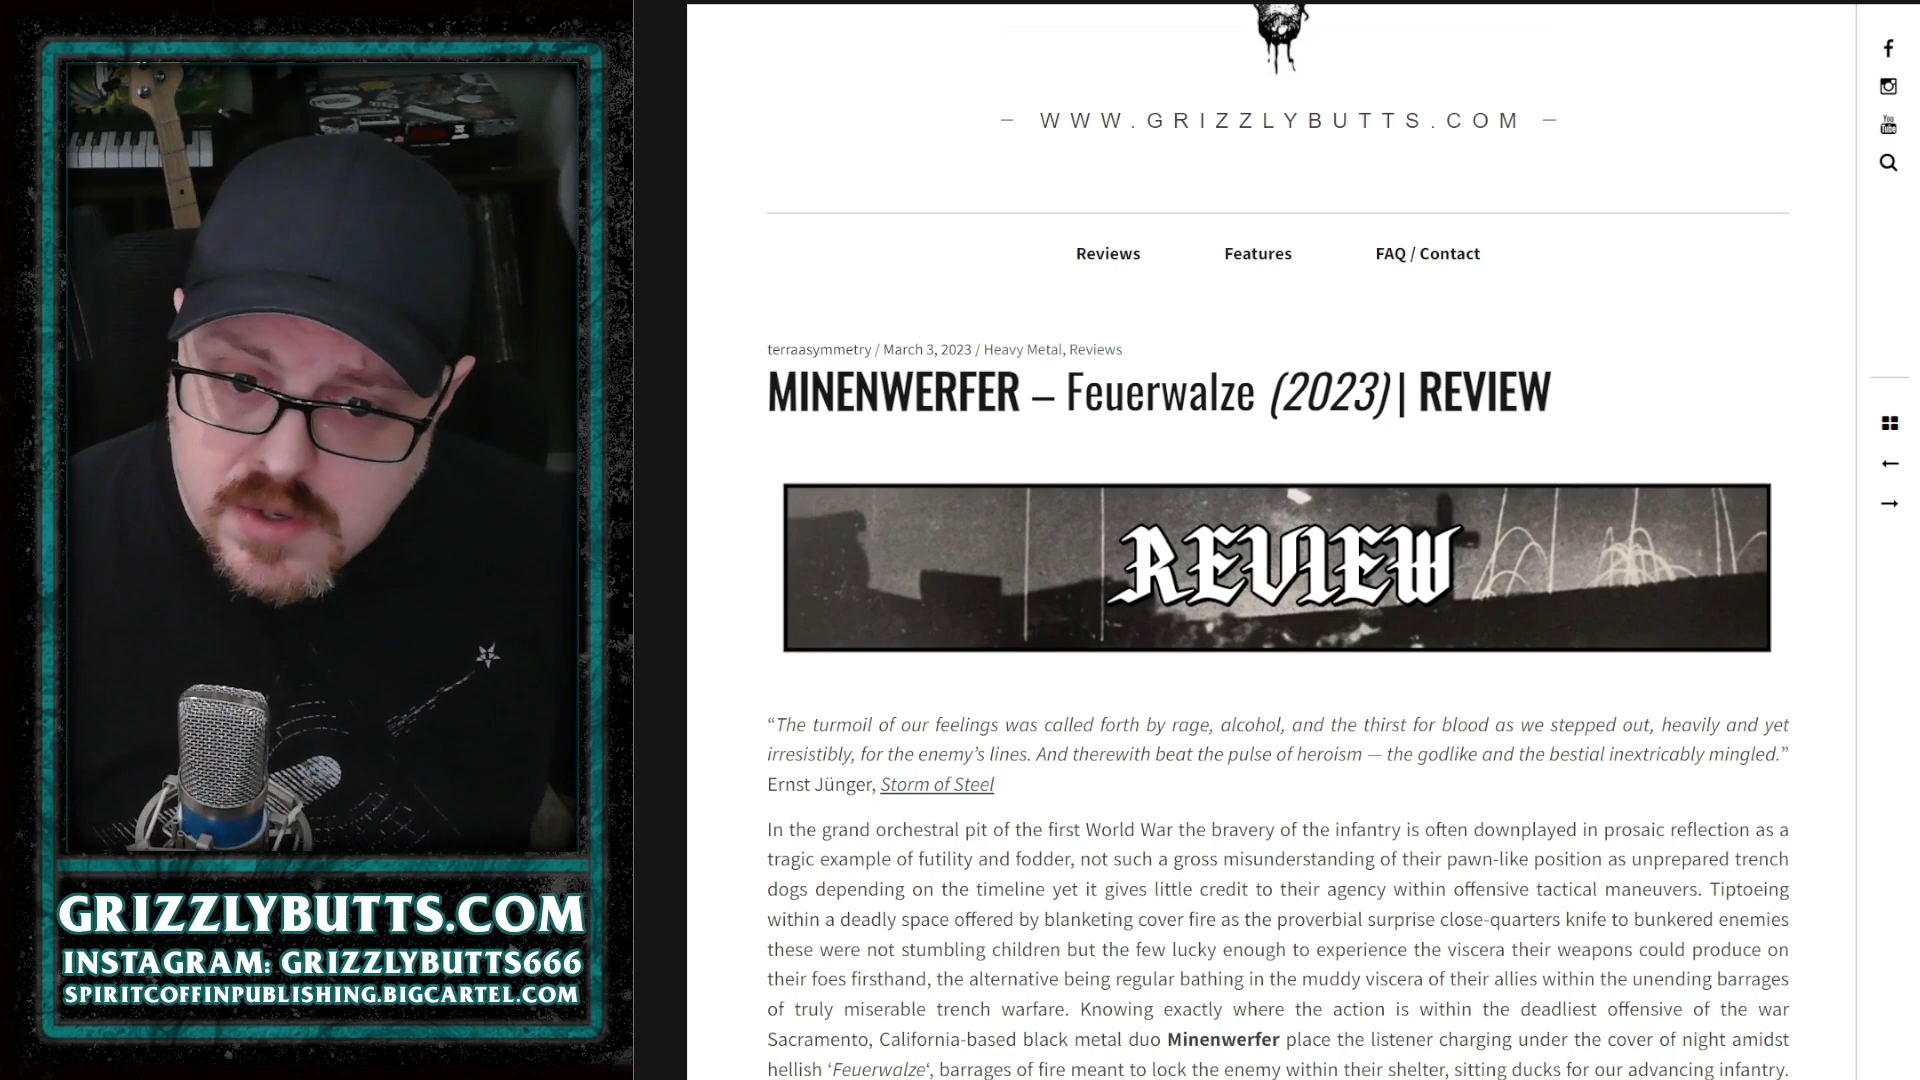 GRIZZLYBUTTS.COM
INSTAGRAM: GRIZZLYBUTTS666
SPIRITCOFFINPUBLISHING.BIGCARTEL.COM
– WWW.GRIZZLYBUTTS.COM –
Reviews Features FAQ / Contact
terraasymmetry / March 3, 2023 / Heavy Metal, Reviews
MINENWERFER – Feuerwalze (2023) | REVIEW
REVIEW
“The turmoil of our feelings was called forth by rage, alcohol, and the thirst for blood as we stepped out, heavily and yet
irresistibly, for the enemy’s lines. And therewith beat the pulse of heroism — the godlike and the bestial inextricably mingled.”
Ernst Jünger, Storm of Steel
In the grand orchestral pit of the first World War the bravery of the infantry is often downplayed in prosaic reflection as a
tragic example of futility and fodder, not such a gross misunderstanding of their pawn-like position as unprepared trench
dogs depending on the timeline yet it gives little credit to their agency within offensive tactical maneuvers. Tiptoeing
within a deadly space offered by blanketing cover fire as the proverbial surprise close-quarters knife to bunkered enemies
these were not stumbling children but the few lucky enough to experience the viscera their weapons could produce on
their foes firsthand, the alternative being regular bathing in the muddy viscera of their allies within the unending barrages
of truly miserable trench warfare. Knowing exactly where the action is within the deadliest offensive of the war
Sacramento, California-based black metal duo Minenwerfer place the listener charging under the cover of night amidst
hellish ‘Feuerwalze‘, barrages of fire meant to lock the enemy within their shelter, sitting ducks for our advancing infantry.
You
Tube